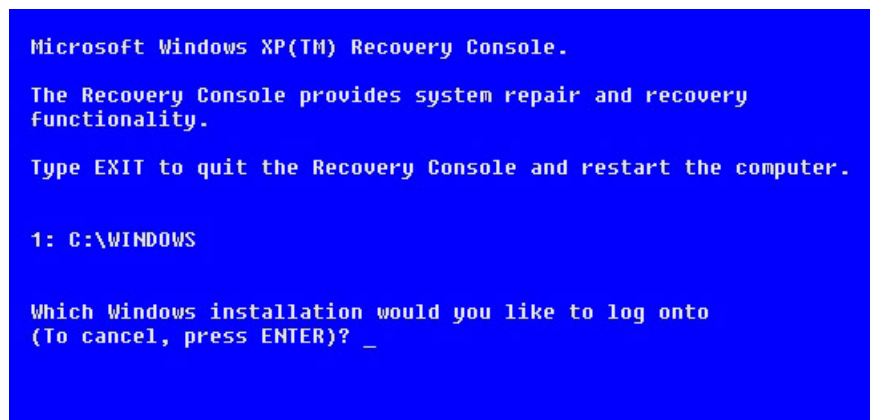 Microsoft Windows XP(TM) Recovery Console.
The Recovery Console provides system repair and recovery
functionality.
Type EXIT to quit the Recovery Console and restart the computer.
1: C:\WINDOWS
Which Windows installation would you like to log onto
(To cancel, press ENTER)? _